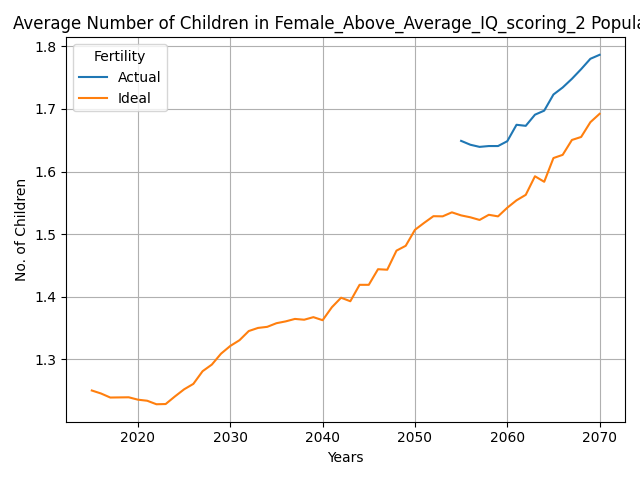 Average Number of Children in Female_Above_Average_IQ_scoring_2 Popula
1.8
1.7
1.6
1.5
1.4
1.3
No. of Children
Fertility
Actual
Ideal
2020 2030 2040 2050 2060 2070
Years